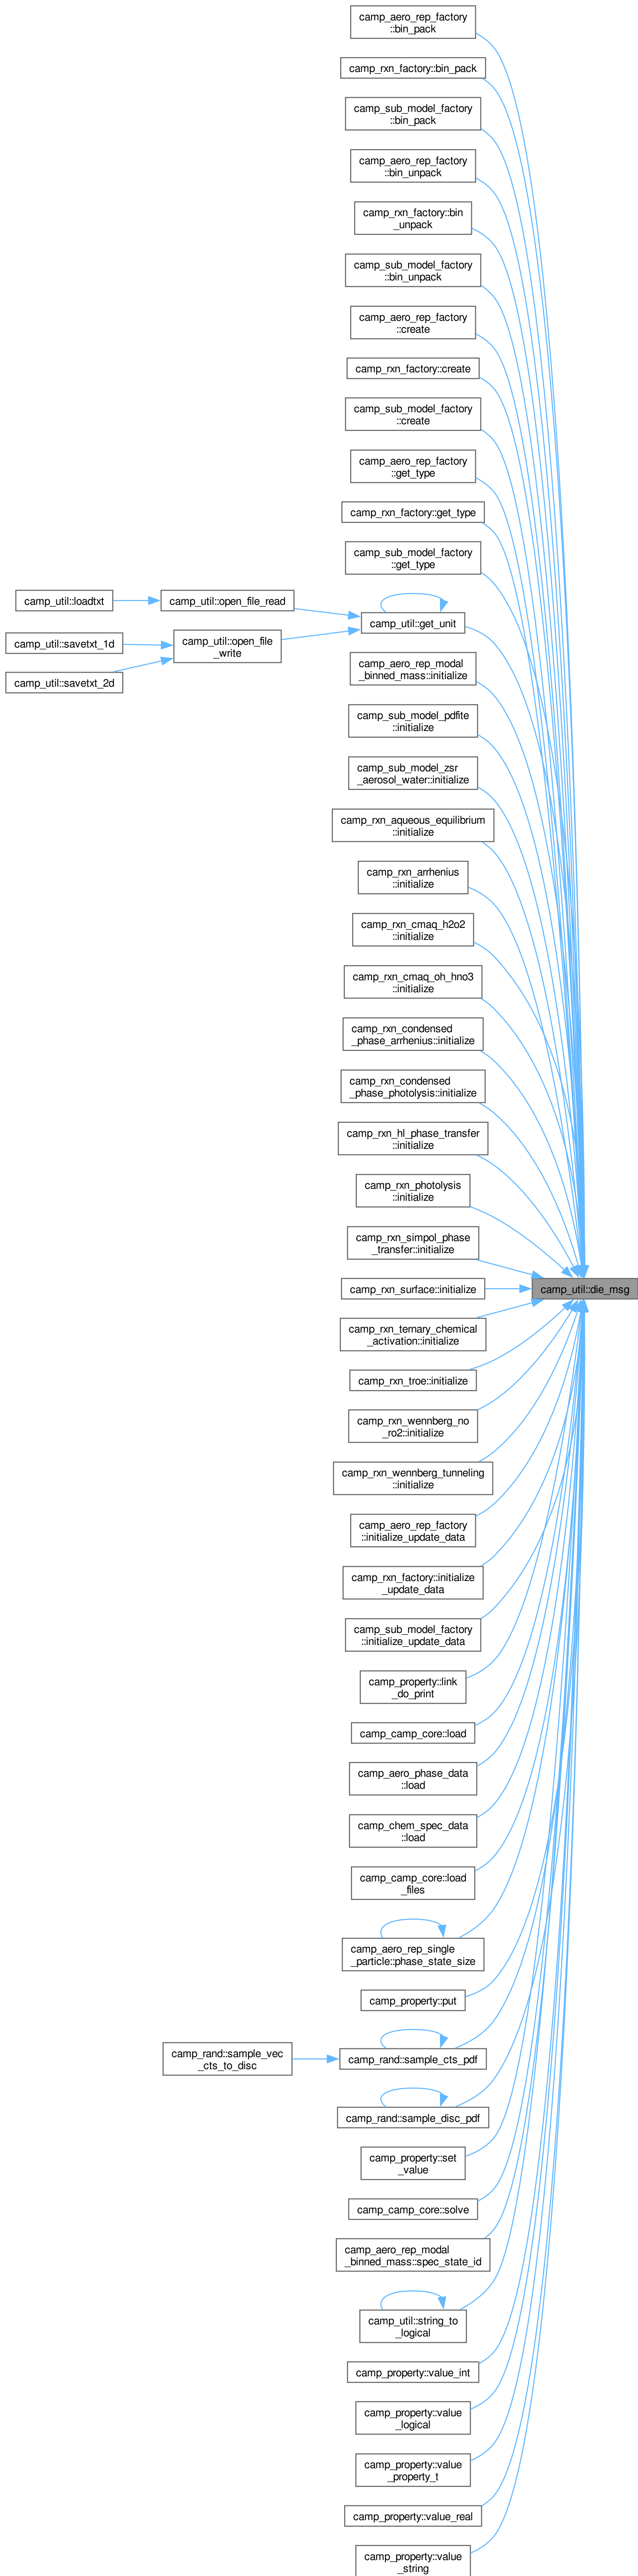 camp_aero_rep_factory
::bin_pack
camp_rxn_factory::bin_pack
camp_sub_model_factory
::bin_pack
camp_aero_rep_factory
::bin_unpack
camp_rxn_factory::bin
_unpack
camp_sub_model_factory
::bin_unpack
camp_aero_rep_factory
::create
camp_rxn_factory::create
camp_sub_model_factory
::create
camp_aero_rep_factory
::get_type
camp_rxn_factory::get_type
camp_sub_model_factory
::get_type
camp_util::loadtxt
camp_util::open_file_read
camp_util::get_unit
camp_util::savetxt_1d
camp_util::open_file
_write
camp_util::savetxt_2d
camp_aero_rep_modal
_binned_mass::initialize
camp_sub_model_pdfite
::initialize
camp_sub_model_zsr
_aerosol_water::initialize
camp_rxn_aqueous_equilibrium
::initialize
camp_rxn_arrhenius
::initialize
camp_rxn_cmaq_h2o2
::initialize
camp_rxn_cmaq_oh_hno3
::initialize
camp_rxn_condensed
_phase_arrhenius::initialize
camp_rxn_condensed
_phase_photolysis::initialize
camp_rxn_hl_phase_transfer
::initialize
camp_rxn_photolysis
::initialize
camp_rxn_simpol_phase
_transfer::initialize
camp_rxn_surface::initialize
camp_util::die_msg
camp_rxn_ternary_chemical
_activation::initialize
camp_rxn_troe::initialize
camp_rxn_wennberg_no
_ro2::initialize
camp_rxn_wennberg_tunneling
::initialize
camp_aero_rep_factory
::initialize_update_data
camp_rxn_factory::initialize
_update_data
camp_sub_model_factory
::initialize_update_data
camp_property::link
_do_print
camp_camp_core::load
camp_aero_phase_data
::load
camp_chem_spec_data
::load
camp_camp_core::load
_files
camp_aero_rep_single
_particle::phase_state_size
camp_property::put
camp_rand::sample_vec
_cts_to_disc
camp_rand::sample_cts_pdf
camp_rand::sample_disc_pdf
camp_property::set
_value
camp_camp_core::solve
camp_aero_rep_modal
_binned_mass::spec_state_id
camp_util::string_to
_logical
camp_property::value_int
camp_property::value
_logical
camp_property::value
_property_t
camp_property::value_real
camp_property::value
_string